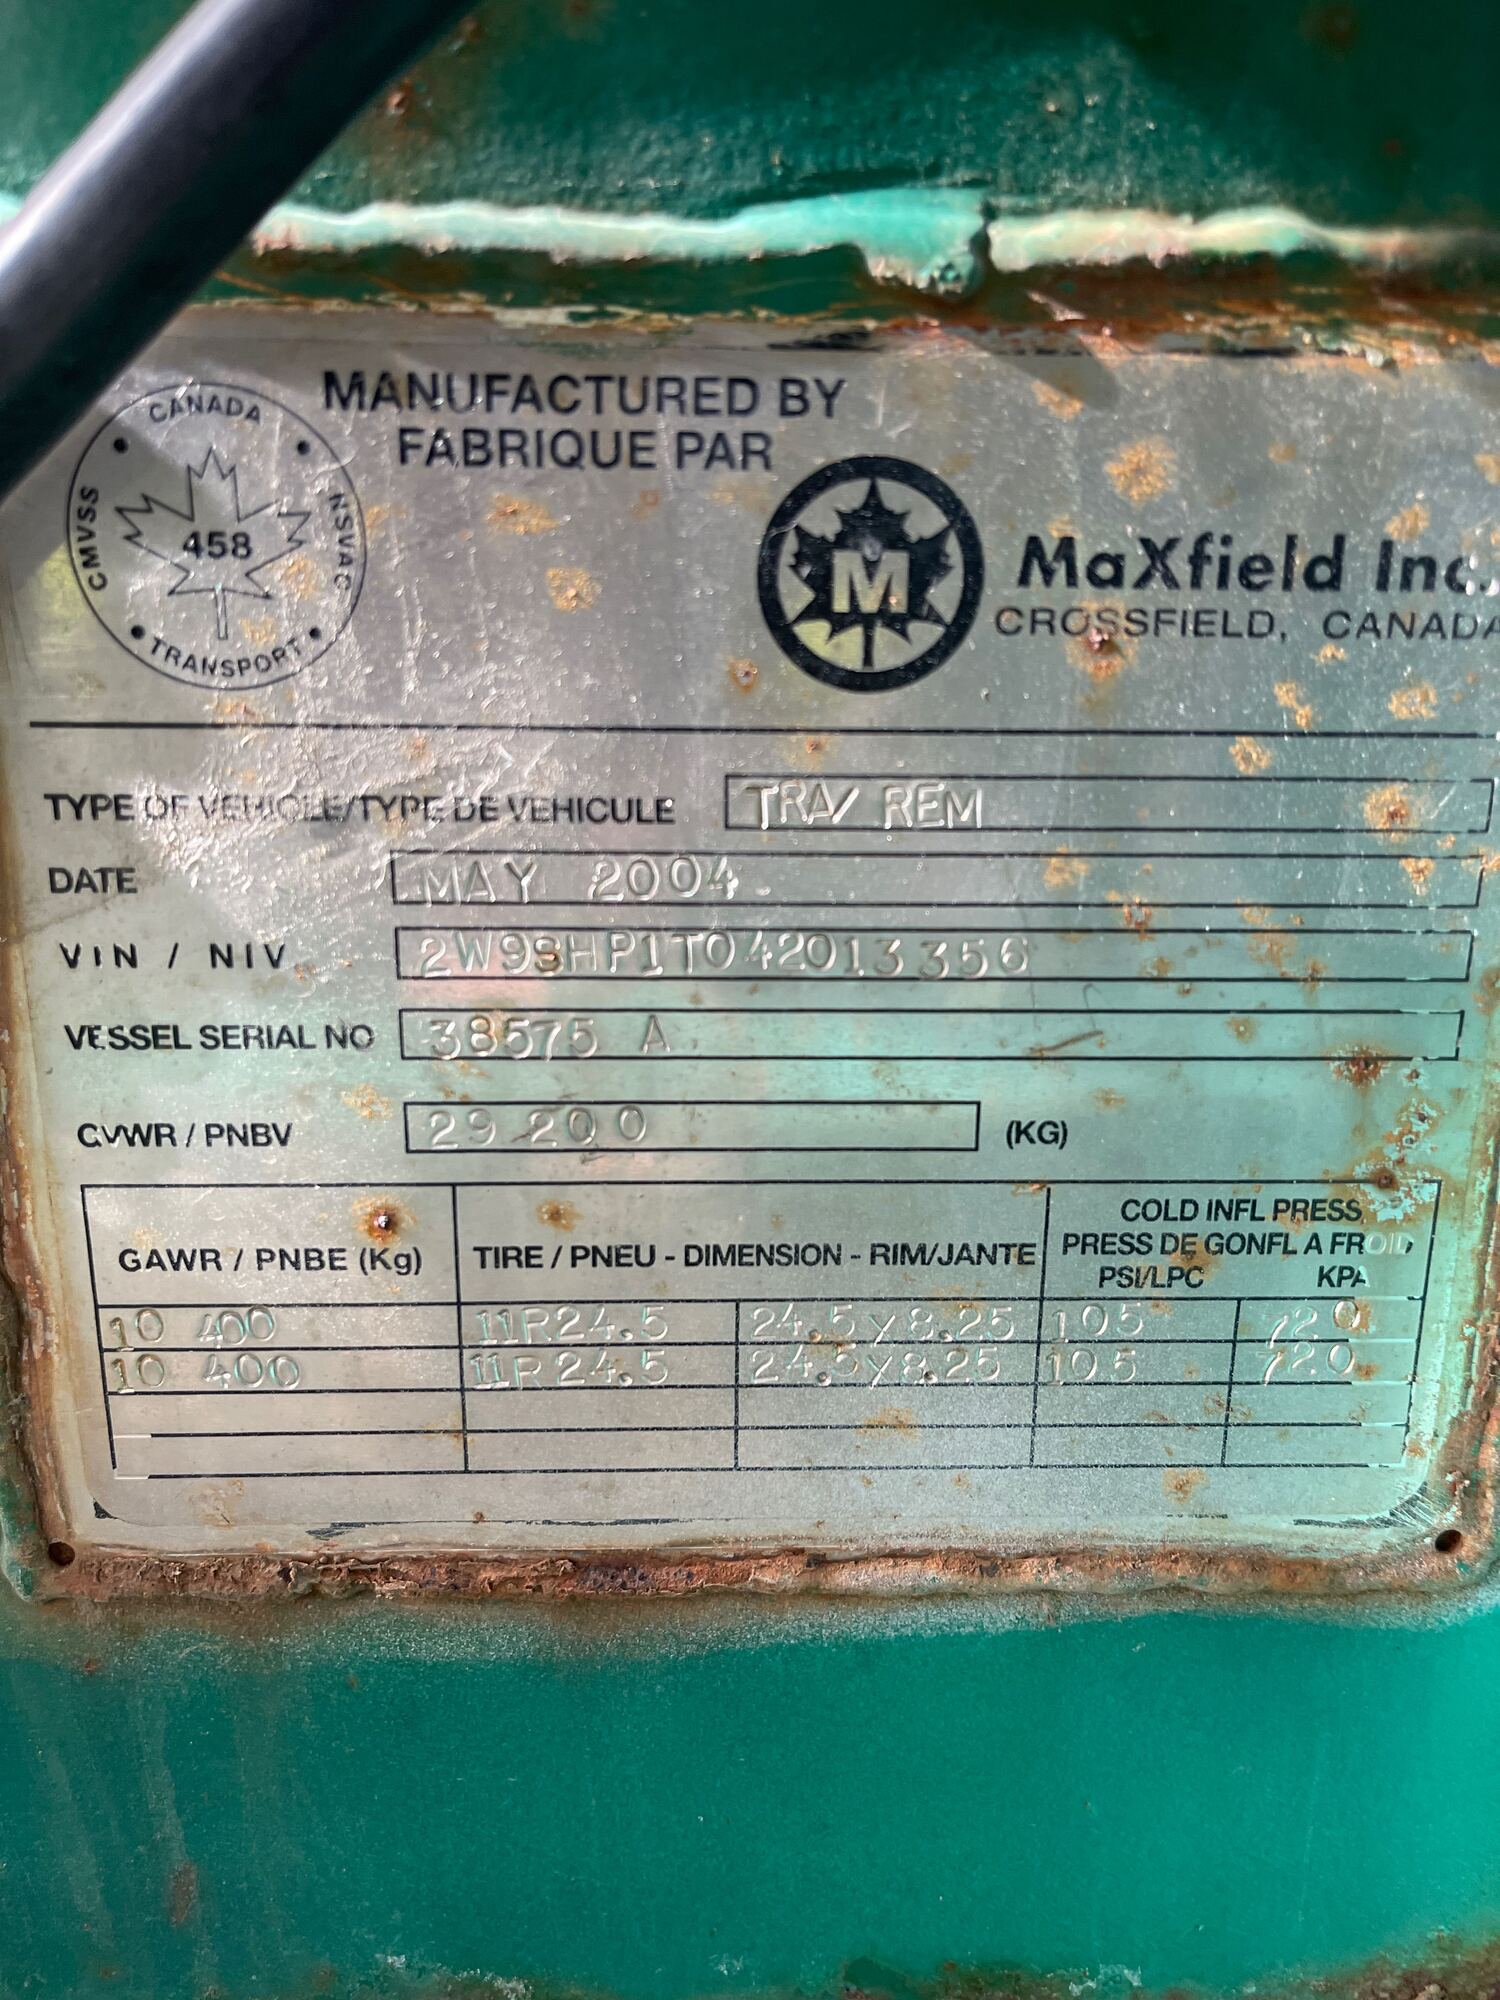 CANADA
CMVSS
458
NSVAC
TRANSPORT
MANUFACTURED BY
FABRIQUE PAR
M
MaXfield Inc.
CROSSFIELD, CANADA
TYPE OF VEHICLE/TYPE DE VEHICULE TRA/ REM
DATE MAY 2004
VIN / NIV 2W9SHP1T042013356
VESSEL SERIAL NO 38575 A
GVWR / PNBV 29 200 (KG)
GAWR / PNBE (Kg) TIRE / PNEU - DIMENSION - RIM/JANTE COLD INFL PRESS
PRESS DE GONFL A FROID
PSI/LPC KPA
10 400 11R24.5 24.5x8.25 105 720
10 400 11R24.5 24.5x8.25 105 720